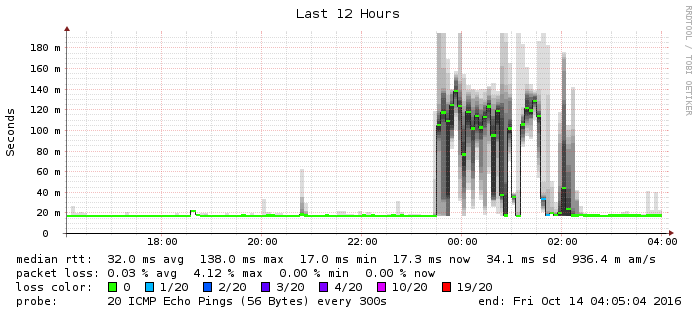 Last 12 Hours
RRDTOOL / TOBI OETIKER
Seconds
180 m
160 m
140 m
120 m
100 m
80 m
60 m
40 m
20 m
0
18:00 20:00 22:00 00:00 02:00 04:00
median rtt: 32.0 ms avg 138.0 ms max 17.0 ms min 17.3 ms now 34.1 ms sd 936.4 m am/s
packet loss: 0.03 % avg 4.12 % max 0.00 % min 0.00 % now
loss color: 0 1/20 2/20 3/20 4/20 10/20 19/20
probe: 20 ICMP Echo Pings (56 Bytes) every 300s end: Fri Oct 14 04:05:04 2016